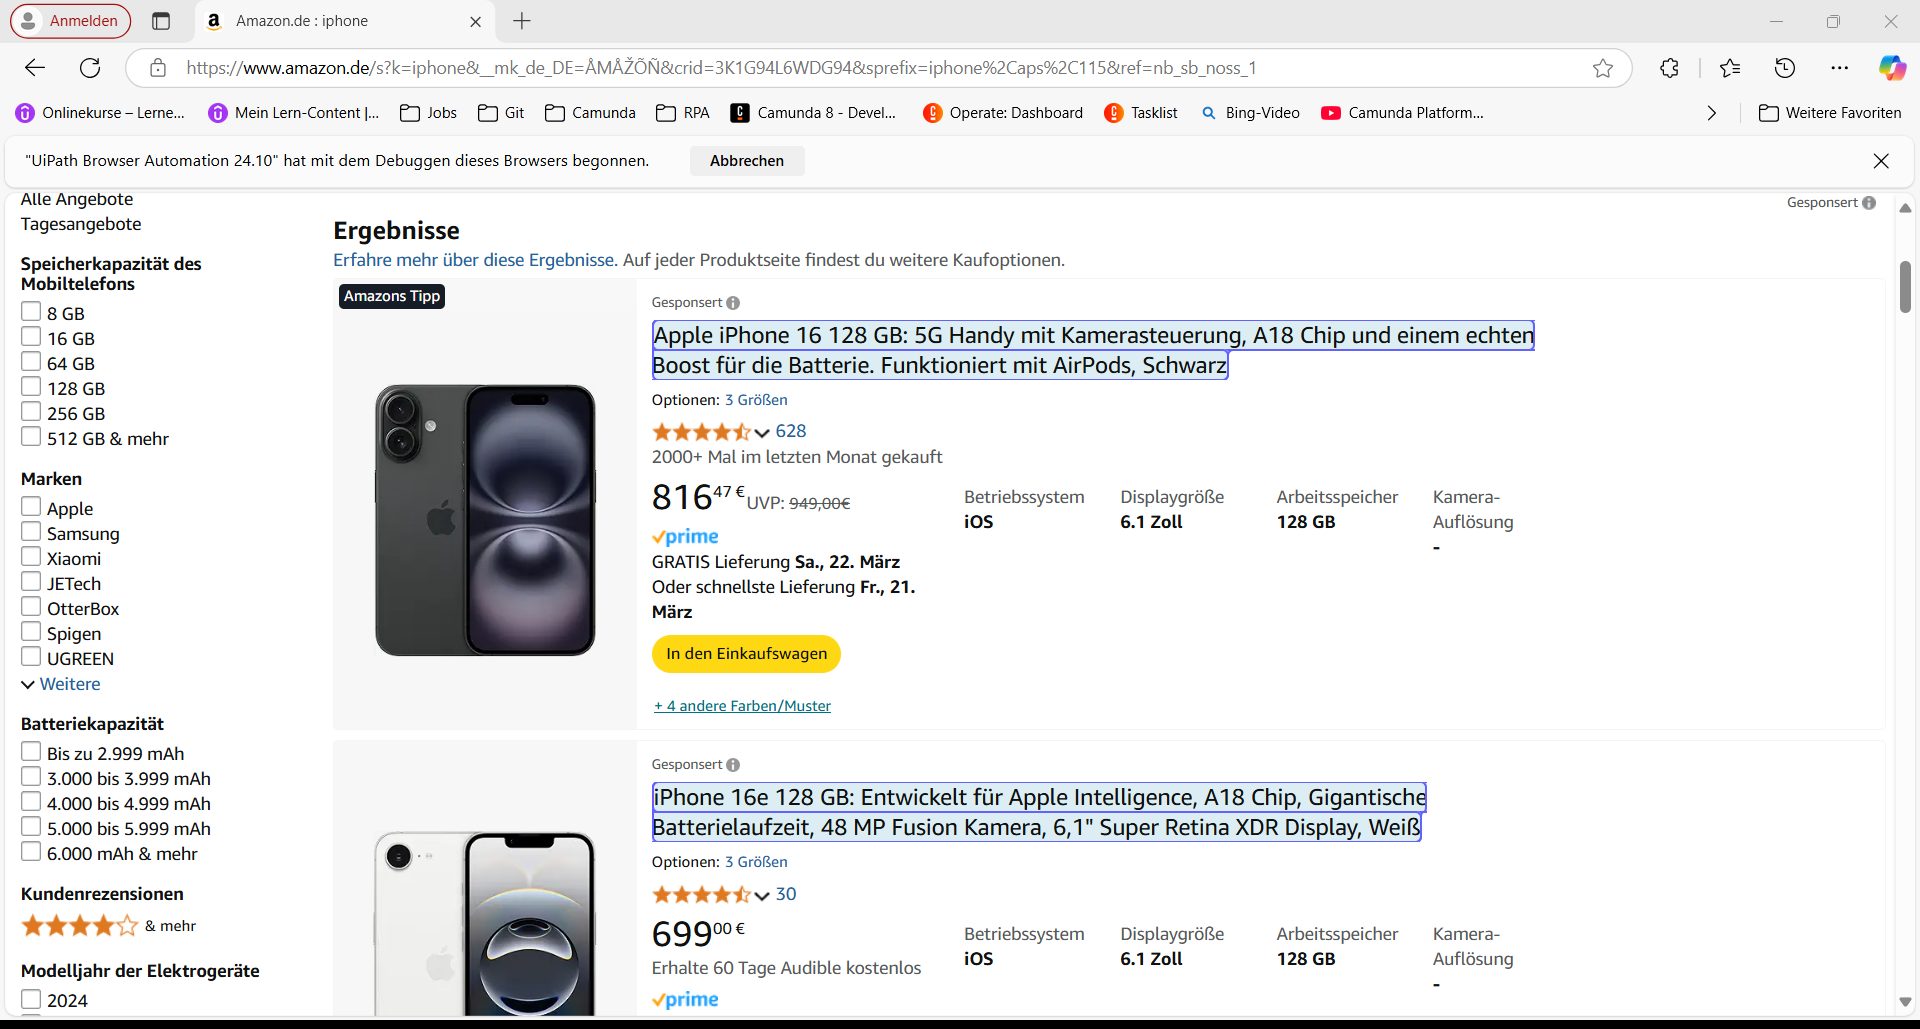 Anmelden
Amazon.de : iphone
https://www.amazon.de/s?k=iphone&__mk_de_DE=ÅMÅŽÕÑ&crid=3K1G94L6WDG94&sprefix=iphone%2Caps%2C115&ref=nb_sb_noss_1
Onlinekurse – Lerne... Mein Lern-Content |... Jobs Git Camunda RPA Camunda 8 - Devel... Operate: Dashboard Tasklist Bing-Video Camunda Platform... Weitere Favoriten
"UiPath Browser Automation 24.10" hat mit dem Debuggen dieses Browsers begonnen. Abbrechen
Alle Angebote
Tagesangebote
Speicherkapazität des
Mobiltelefons
8 GB
16 GB
64 GB
128 GB
256 GB
512 GB & mehr
Marken
Apple
Samsung
Xiaomi
JETech
OtterBox
Spigen
UGREEN
Weitere
Batteriekapazität
Bis zu 2.999 mAh
3.000 bis 3.999 mAh
4.000 bis 4.999 mAh
5.000 bis 5.999 mAh
6.000 mAh & mehr
Kundenrezensionen
& mehr
Modelljahr der Elektrogeräte
2024
Gesponsert
Ergebnisse
Erfahre mehr über diese Ergebnisse. Auf jeder Produktseite findest du weitere Kaufoptionen.
Amazons Tipp
Gesponsert
Apple iPhone 16 128 GB: 5G Handy mit Kamerasteuerung, A18 Chip und einem echten
Boost für die Batterie. Funktioniert mit AirPods, Schwarz
Optionen: 3 Größen
628
2000+ Mal im letzten Monat gekauft
816 47 € UVP: 949,00€
prime
GRATIS Lieferung Sa., 22. März
Oder schnellste Lieferung Fr., 21.
März
In den Einkaufswagen
+ 4 andere Farben/Muster
Betriebssystem
iOS
Displaygröße
6.1 Zoll
Arbeitsspeicher
128 GB
Kamera-
Auflösung
-
Gesponsert
iPhone 16e 128 GB: Entwickelt für Apple Intelligence, A18 Chip, Gigantische
Batterielaufzeit, 48 MP Fusion Kamera, 6,1" Super Retina XDR Display, Weiß
Optionen: 3 Größen
30
699 00 €
Erhalte 60 Tage Audible kostenlos
prime
Betriebssystem
iOS
Displaygröße
6.1 Zoll
Arbeitsspeicher
128 GB
Kamera-
Auflösung
-